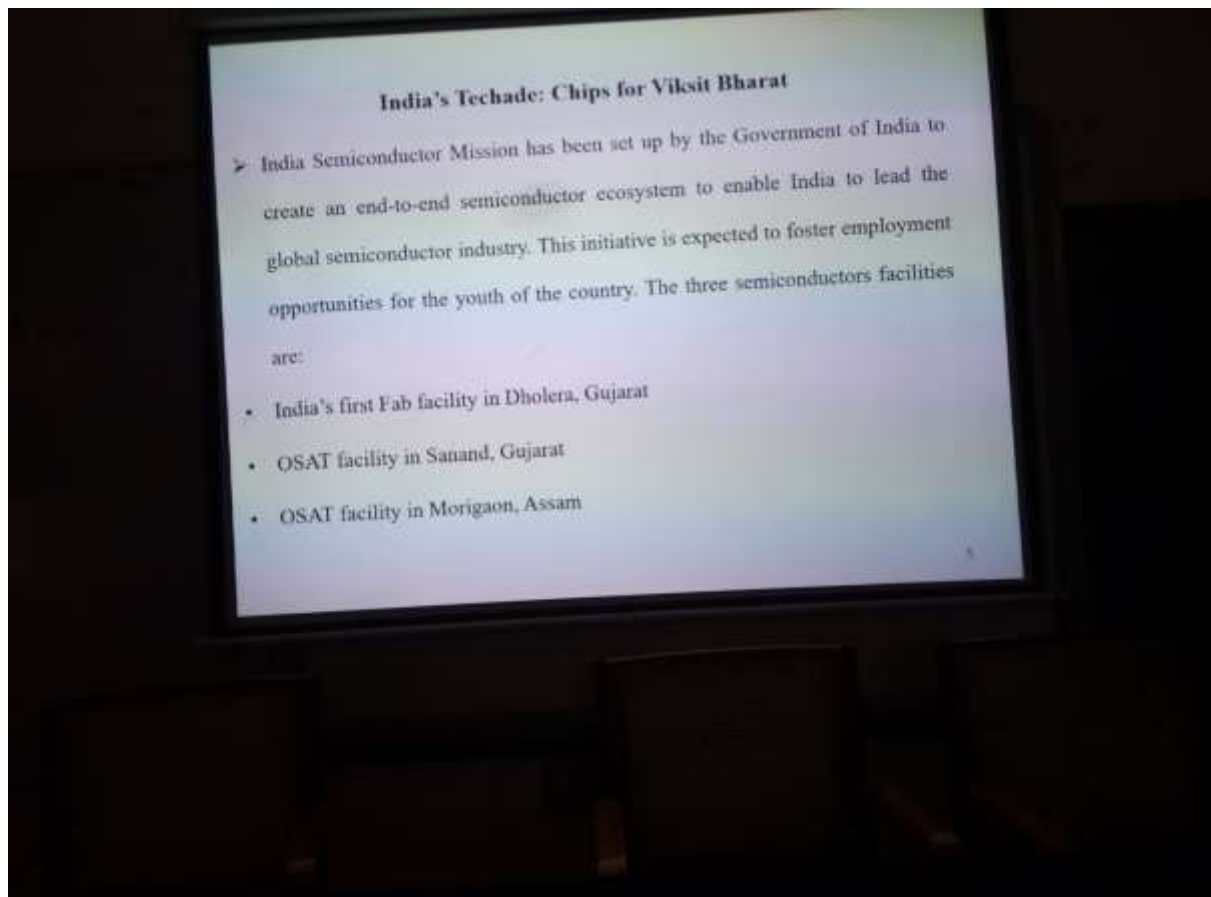 India's Techade: Chips for Viksit Bharat
➢ India Semiconductor Mission has been set up by the Government of India to
create an end-to-end semiconductor ecosystem to enable India to lead the
global semiconductor industry. This initiative is expected to foster employment
opportunities for the youth of the country. The three semiconductors facilities
are:
• India's first Fab facility in Dholera, Gujarat
• OSAT facility in Sanand, Gujarat
• OSAT facility in Morigaon, Assam